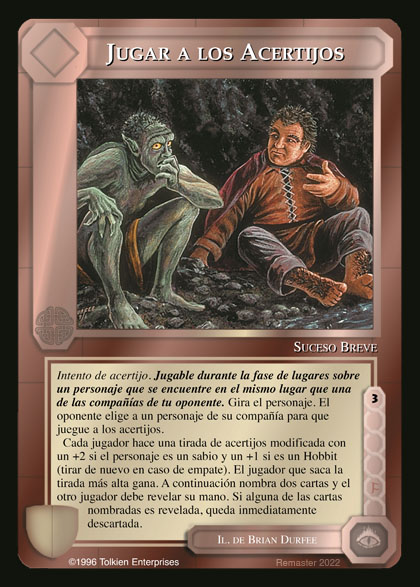 JUGAR A LOS ACERTIJOS
SUCESO BREVE
Intento de acertijo. Jugable durante la fase de lugares sobre
un personaje que se encuentre en el mismo lugar que una
de las compañías de tu oponente. Gira el personaje. El
oponente elige a un personaje de su compañía para que
juegue a los acertijos.
Cada jugador hace una tirada de acertijos modificada con
un +2 si el personaje es un sabio y un +1 si es un Hobbit
(tirar de nuevo en caso de empate). El jugador que saca la
tirada más alta gana. A continuación nombra dos cartas y el
otro jugador debe revelar su mano. Si alguna de las cartas
nombradas es revelada, queda inmediatamente
descartada.
3
IL. DE BRIAN DURFEE
©1996 Tolkien Enterprises
Remaster 2022